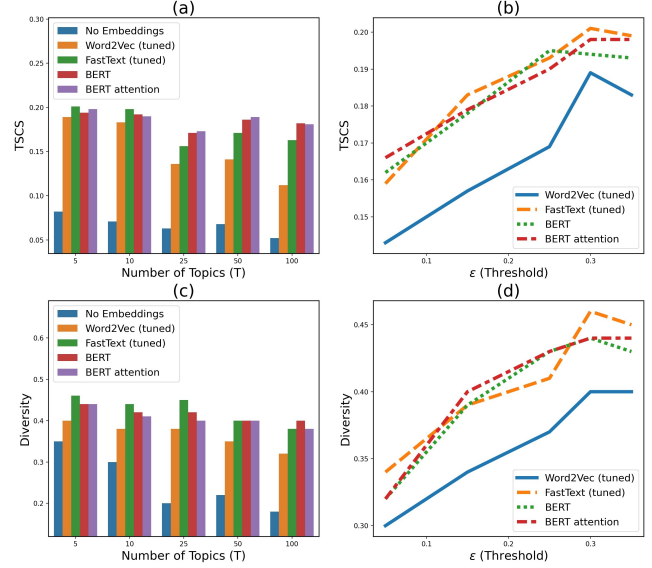 (a)
0.30
0.25
0.20
0.15
0.10
0.05
TSCS
No Embeddings
Word2Vec (tuned)
FastText (tuned)
BERT
BERT attention
5
10
25
50
100
Number of Topics (T)
(b)
0.20
0.19
0.18
0.17
0.16
0.15
TSCS
Word2Vec (tuned)
FastText (tuned)
BERT
BERT attention
0.1
0.2
0.3
ε (Threshold)
(c)
0.6
0.5
0.4
0.3
0.2
Diversity
No Embeddings
Word2Vec (tuned)
FastText (tuned)
BERT
BERT attention
5
10
25
50
100
Number of Topics (T)
(d)
0.45
0.40
0.35
0.30
Diversity
Word2Vec (tuned)
FastText (tuned)
BERT
BERT attention
0.1
0.2
0.3
ε (Threshold)